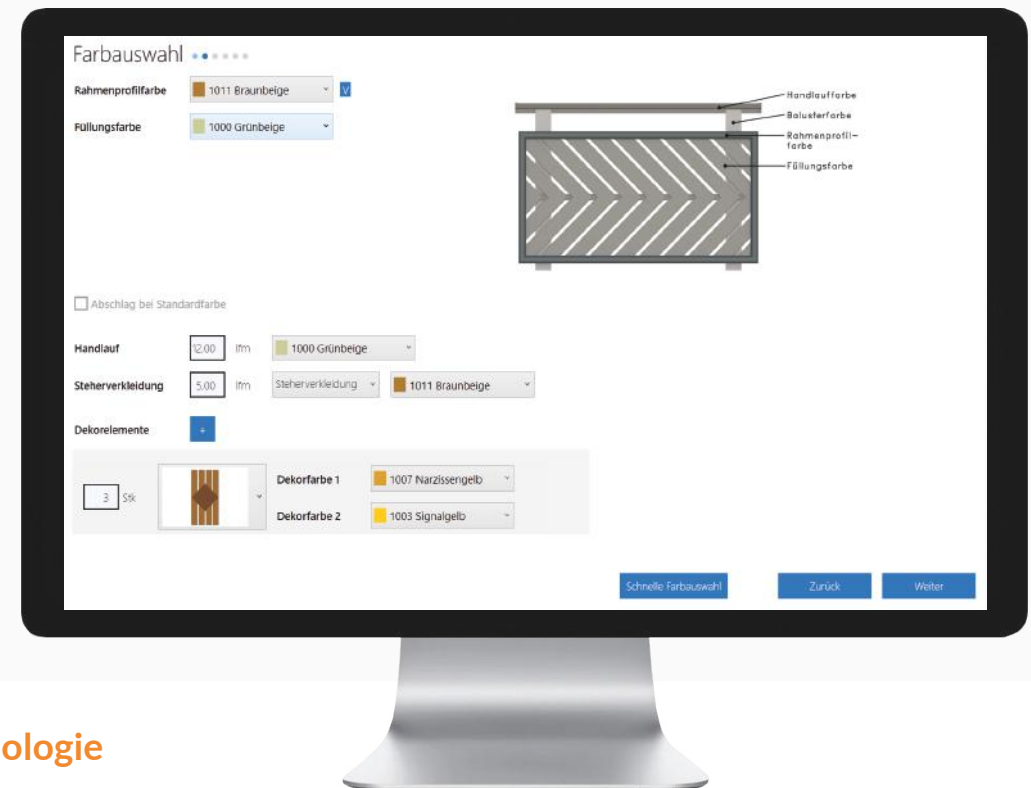 Farbauswahl
Rahmenprofilfarbe 1011 Braunbeige V
Füllungsfarbe 1000 Grünbeige
Handlauffarbe
Balusterfarbe
Rahmenprofil-
farbe
Füllungsfarbe
Abschlag bei Standardfarbe
Handlauf 12.00 lfm 1000 Grünbeige
Steherverkleidung 5.00 lfm Steherverkleidung 1011 Braunbeige
Dekorelemente +
3 Stk
Dekorfarbe 1 1007 Narzissengelb
Dekorfarbe 2 1003 Signalgelb
Schnelle Farbauswahl Zurück Weiter
ologie